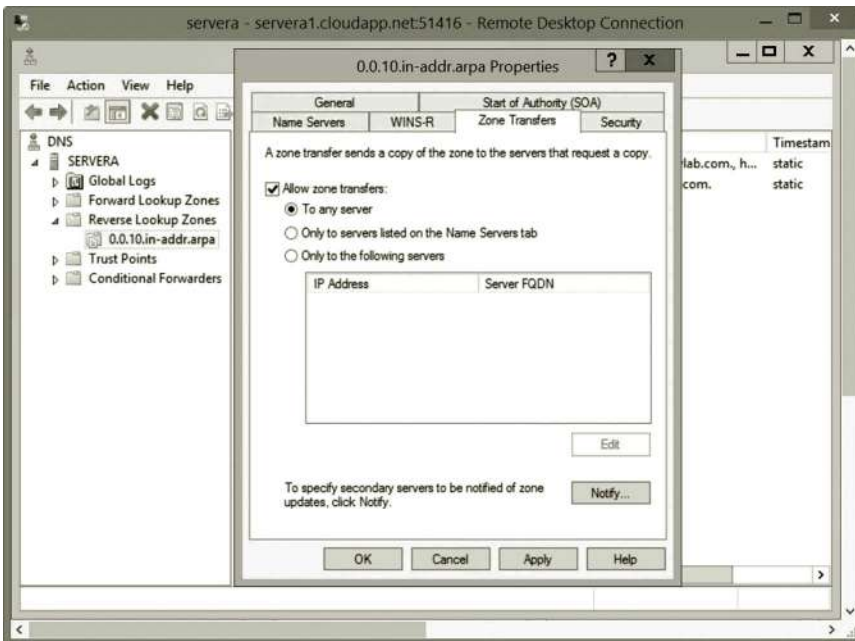 servera - servera1.cloudapp.net:51416 - Remote Desktop Connection
0.0.10.in-addr.arpa Properties
File Action View Help
DNS
SERVERA
Global Logs
Forward Lookup Zones
Reverse Lookup Zones
0.0.10.in-addr.arpa
Trust Points
Conditional Forwarders
General Start of Authority (SOA)
Name Servers WINS-R Zone Transfers Security
A zone transfer sends a copy of the zone to the servers that request a copy.
Allow zone transfers:
To any server
Only to servers listed on the Name Servers tab
Only to the following servers
IP Address Server FQDN
Edit
To specify secondary servers to be notified of zone
updates, click Notify.
Notify...
OK Cancel Apply Help
Timestam
lab.com., h... static
com. static